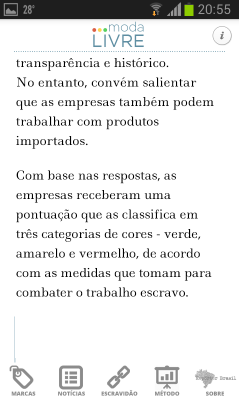 28° 20:55
moda
LIVRE
transparência e histórico.
No entanto, convém salientar
que as empresas também podem
trabalhar com produtos
importados.
Com base nas respostas, as
empresas receberam uma
pontuação que as classifica em
três categorias de cores - verde,
amarelo e vermelho, de acordo
com as medidas que tomam para
combater o trabalho escravo.
MARCAS NOTÍCIAS ESCRAVIDÃO MÉTODO SOBRE